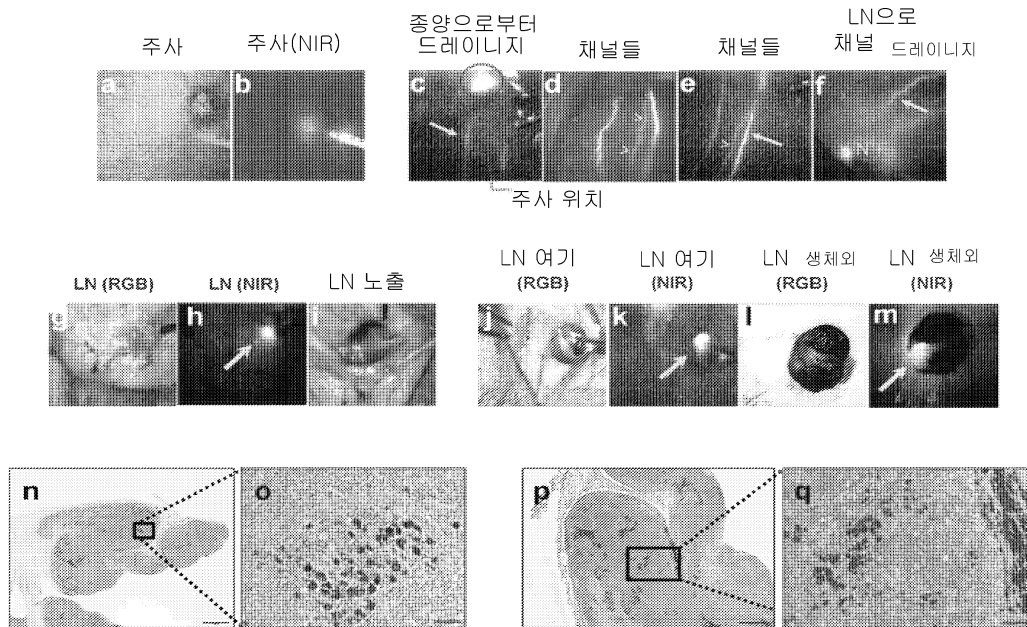 주사
주사(NIR)
종양으로부터
드레이니지
채널들
채널들
LN으로
채널 드레이니지
a
b
c
d
e
f
N
주사 위치
LN (RGB)
LN (NIR)
LN 노출
LN 여기
(RGB)
LN 여기
(NIR)
LN 생체외
(RGB)
LN 생체외
(NIR)
g
h
i
j
k
l
m
n
o
p
q